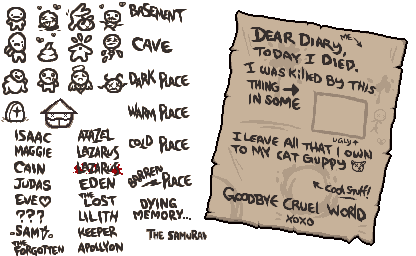 BASEMENT
CAVE
DARK PLACE
WARM PLACE
COLD PLACE
BARREN PLACE
DYING
MEMORY...
THE SAMURAI
ISAAC
MAGGIE
CAIN
JUDAS
EVE♡
???
SAM
THE FORGOTTEN
AZAZEL
LAZARUS
LAZARUS
EDEN
THE LOST
LILITH
KEEPER
APOLLYON
DEAR DIARY,
ME
TODAY I DIED.
I WAS KILLED BY THIS
THING →
IN SOME
UGLY↑
I LEAVE ALL THAT I OWN
TO MY CAT GUPPY
↖ COOL STUFF!
GOODBYE CRUEL WORLD
XOXO